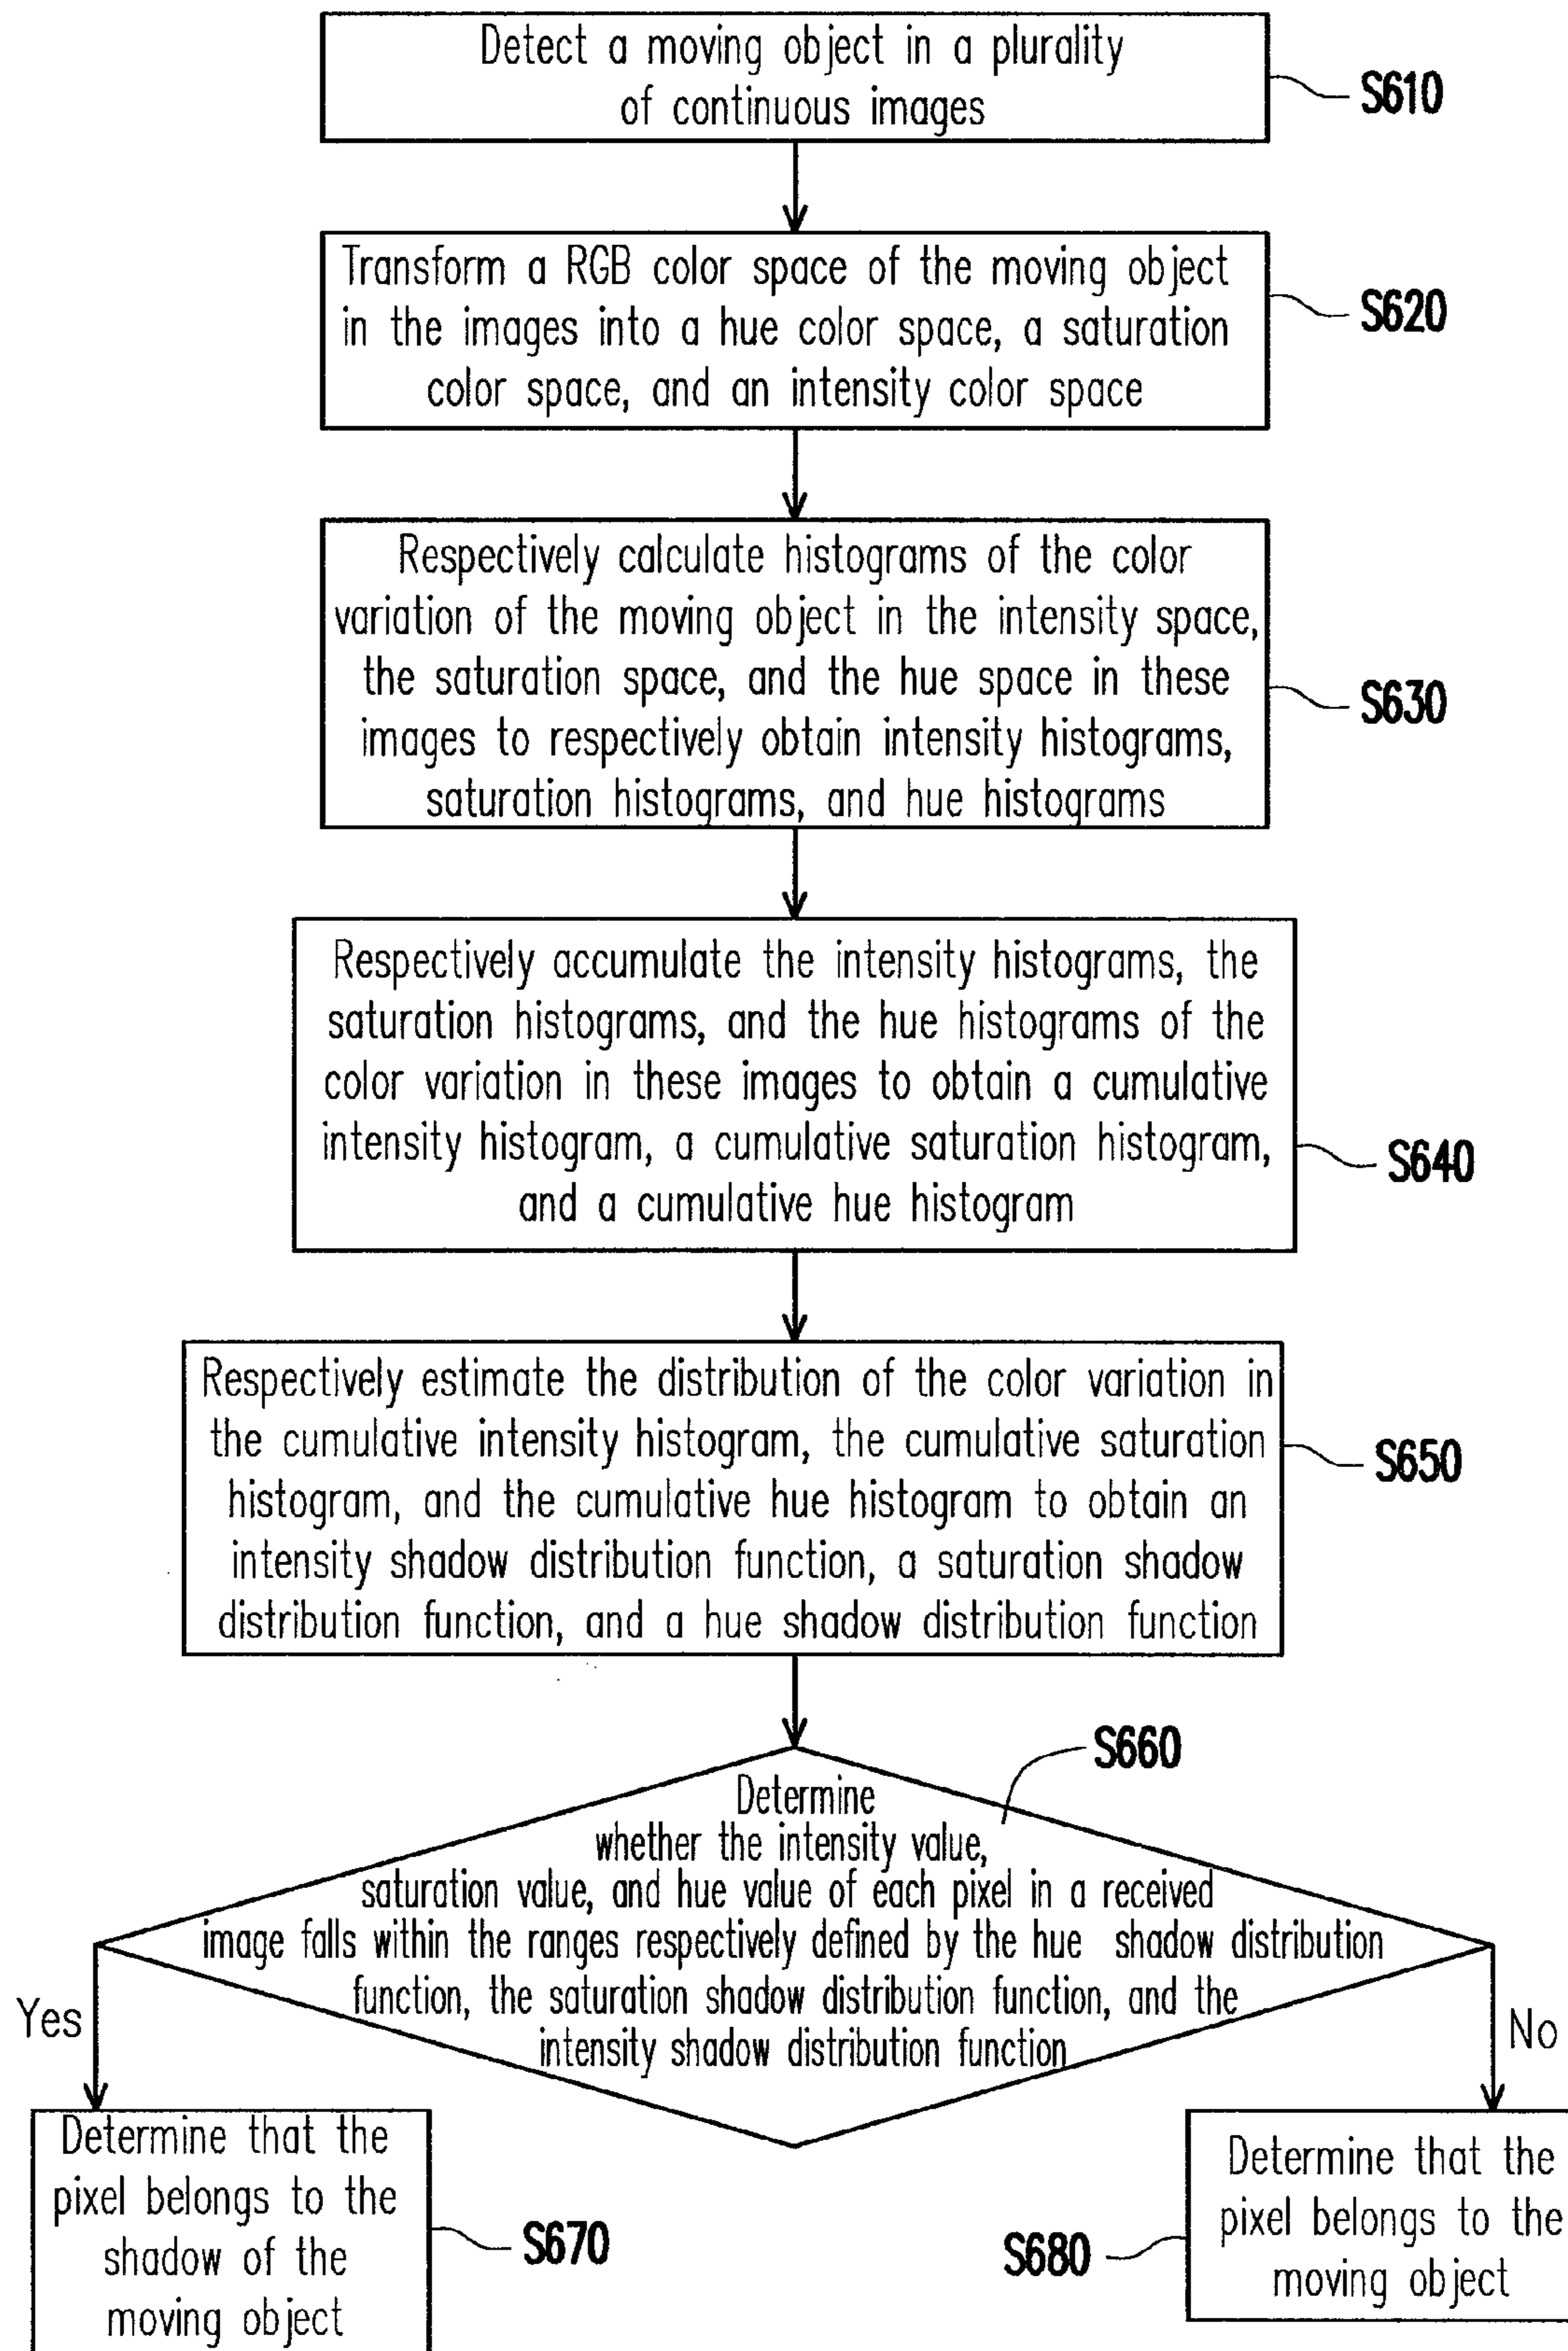 Detect a moving object in a plurality
of continuous images
S610
Transform a RGB color space of the moving object
in the images into a hue color space, a saturation
color space, and an intensity color space
S620
Respectively calculate histograms of the color
variation of the moving object in the intensity space,
the saturation space, and the hue space in these
images to respectively obtain intensity histograms,
saturation histograms, and hue histograms
S630
Respectively accumulate the intensity histograms, the
saturation histograms, and the hue histograms of the
color variation in these images to obtain a cumulative
intensity histogram, a cumulative saturation histogram,
and a cumulative hue histogram
S640
Respectively estimate the distribution of the color variation in
the cumulative intensity histogram, the cumulative saturation
histogram, and the cumulative hue histogram to obtain an
intensity shadow distribution function, a saturation shadow
distribution function, and a hue shadow distribution function
S650
S660
Determine
whether the intensity value,
saturation value, and hue value of each pixel in a received
image falls within the ranges respectively defined by the hue shadow distribution
function, the saturation shadow distribution function, and the
intensity shadow distribution function
Yes
No
Determine that the
pixel belongs to the
shadow of the
moving object
S670
S680
Determine that the
pixel belongs to the
moving object